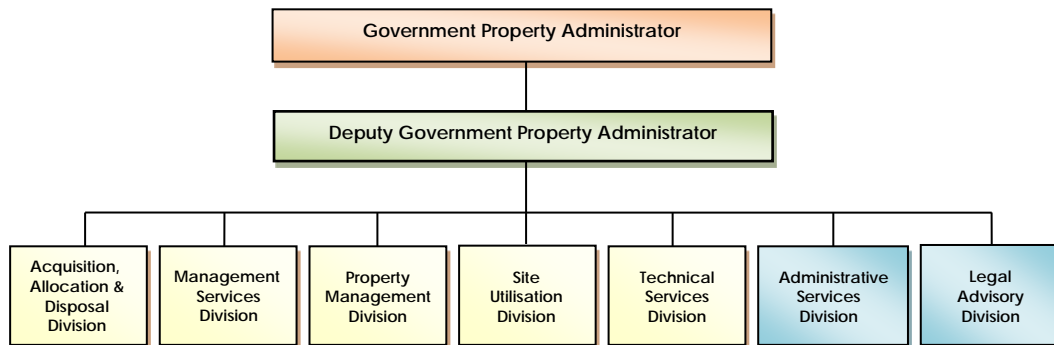 Government Property Administrator
Deputy Government Property Administrator
Acquisition,
Allocation &
Disposal
Division
Management
Services
Division
Property
Management
Division
Site
Utilisation
Division
Technical
Services
Division
Administrative
Services
Division
Legal
Advisory
Division